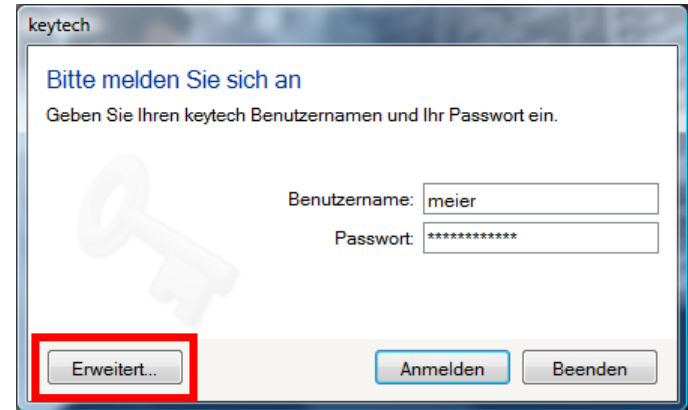 keytech
Bitte melden Sie sich an
Geben Sie Ihren keytech Benutzernamen und Ihr Passwort ein.
Benutzername: meier
Passwort: ************
Erweitert... Anmelden Beenden